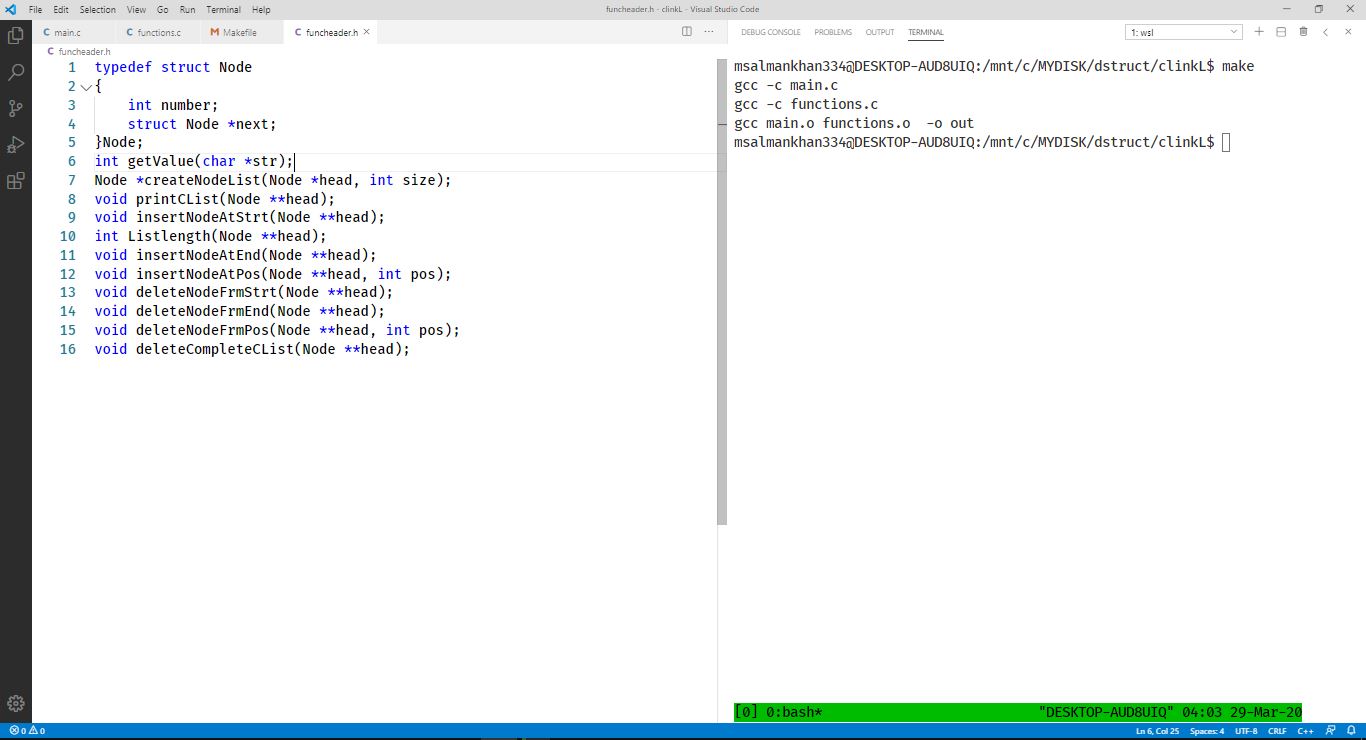 File Edit Selection View Go Run Terminal Help funcheader.h - clinkL - Visual Studio Code
C main.c C functions.c M Makefile C funcheader.h ×
C funcheader.h
1 typedef struct Node
2 {
3 int number;
4 struct Node *next;
5 }Node;
6 int getValue(char *str);
7 Node *createNodeList(Node *head, int size);
8 void printCList(Node **head);
9 void insertNodeAtStrt(Node **head);
10 int Listlength(Node **head);
11 void insertNodeAtEnd(Node **head);
12 void insertNodeAtPos(Node **head, int pos);
13 void deleteNodeFrmStrt(Node **head);
14 void deleteNodeFrmEnd(Node **head);
15 void deleteNodeFrmPos(Node **head, int pos);
16 void deleteCompleteCList(Node **head);
DEBUG CONSOLE PROBLEMS OUTPUT TERMINAL 1: wsl
msalmankhan334@DESKTOP-AUD8UIQ:/mnt/c/MYDISK/dstruct/clinkL$ make
gcc -c main.c
gcc -c functions.c
gcc main.o functions.o  -o out
msalmankhan334@DESKTOP-AUD8UIQ:/mnt/c/MYDISK/dstruct/clinkL$
[0] 0:bash* "DESKTOP-AUD8UIQ" 04:03 29-Mar-20
0 0 Ln 6, Col 25 Spaces: 4 UTF-8 CRLF C++